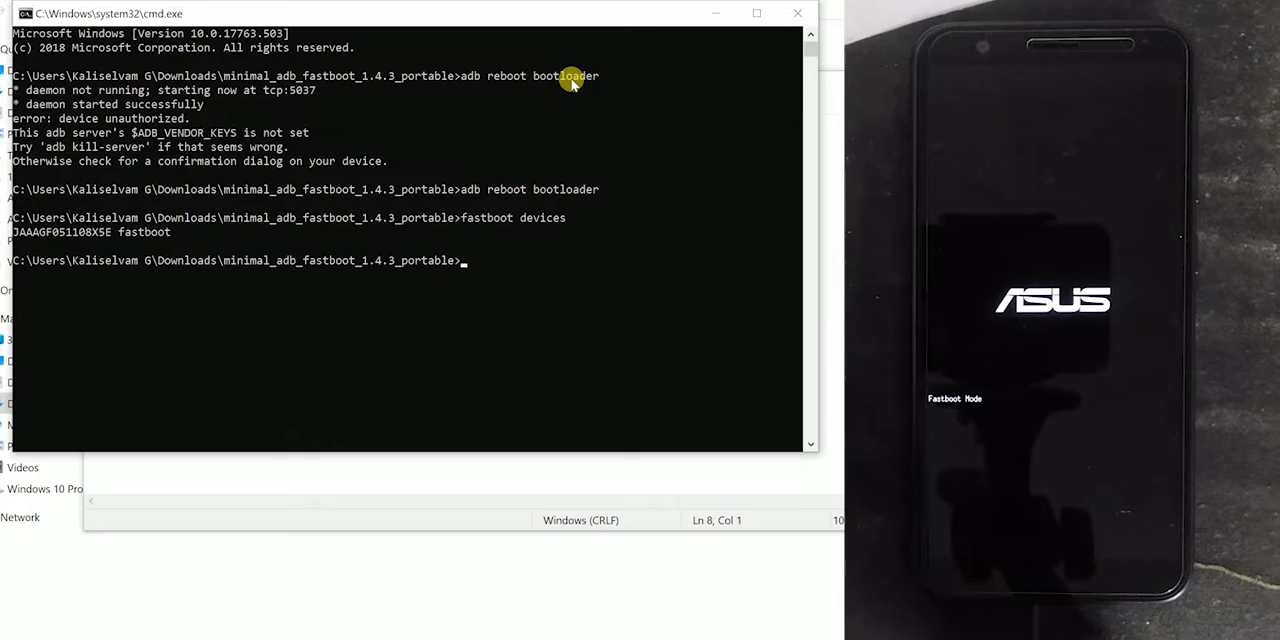 C:\Windows\system32\cmd.exe
Microsoft Windows [Version 10.0.17763.503]
(c) 2018 Microsoft Corporation. All rights reserved.
C:\Users\Kaliselvam G\Downloads\minimal_adb_fastboot_1.4.3_portable>adb reboot bootloader
* daemon not running; starting now at tcp:5037
* daemon started successfully
error: device unauthorized.
This adb server's $ADB_VENDOR_KEYS is not set
Try 'adb kill-server' if that seems wrong.
Otherwise check for a confirmation dialog on your device.
C:\Users\Kaliselvam G\Downloads\minimal_adb_fastboot_1.4.3_portable>adb reboot bootloader
C:\Users\Kaliselvam G\Downloads\minimal_adb_fastboot_1.4.3_portable>fastboot devices
JAAAGF051108X5E fastboot
C:\Users\Kaliselvam G\Downloads\minimal_adb_fastboot_1.4.3_portable>
Videos
Windows 10 Pro
Network
Windows (CRLF)
Ln 8, Col 1
10
ASUS
Fastboot Mode